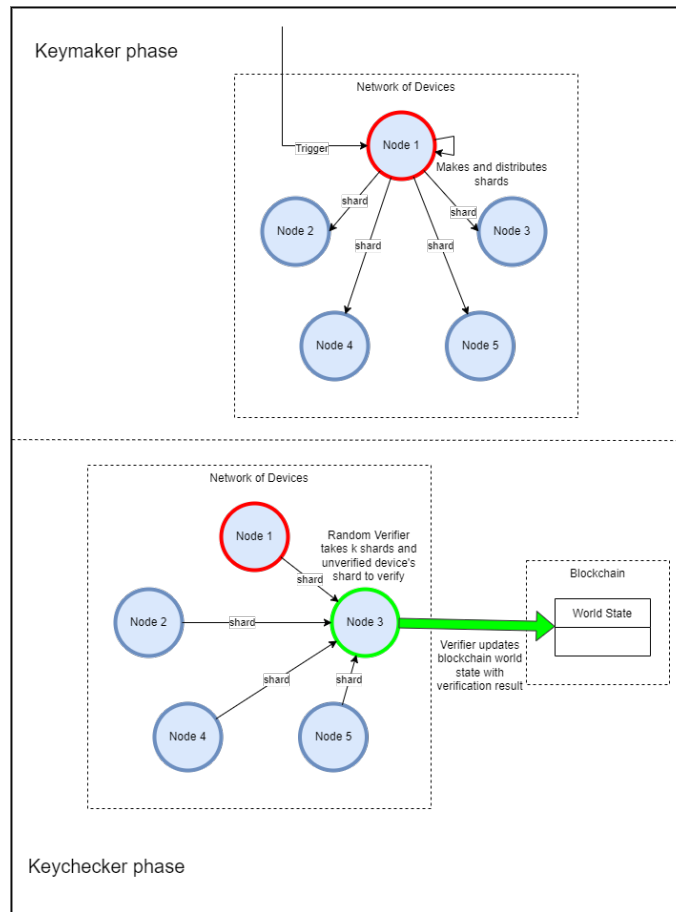 Keymaker phase
Network of Devices
Trigger
Node 1
Makes and distributes
shards
shard
shard
Node 2
Node 3
shard
shard
Node 4
Node 5
Network of Devices
Node 1
Random Verifier
takes k shards and
unverified device's
shard to verify
shard
Blockchain
World State
Node 2
shard
Node 3
Verifier updates
blockchain world
state with
verification result
shard
shard
Node 4
Node 5
Keychecker phase